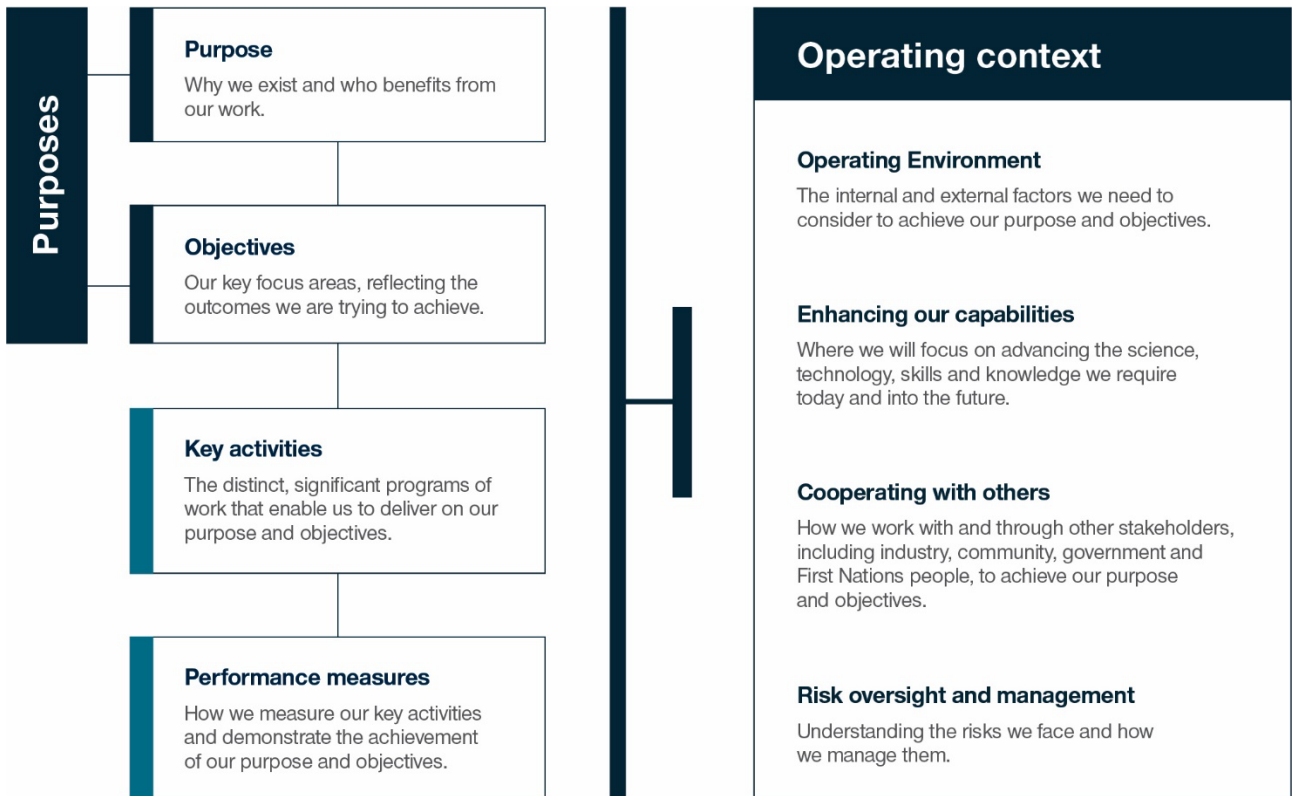 Purposes
Purpose
Why we exist and who benefits from
our work.
Objectives
Our key focus areas, reflecting the
outcomes we are trying to achieve.
Key activities
The distinct, significant programs of
work that enable us to deliver on our
purpose and objectives.
Performance measures
How we measure our key activities
and demonstrate the achievement
of our purpose and objectives.
Operating context
Operating Environment
The internal and external factors we need to
consider to achieve our purpose and objectives.
Enhancing our capabilities
Where we will focus on advancing the science,
technology, skills and knowledge we require
today and into the future.
Cooperating with others
How we work with and through other stakeholders,
including industry, community, government and
First Nations people, to achieve our purpose
and objectives.
Risk oversight and management
Understanding the risks we face and how
we manage them.